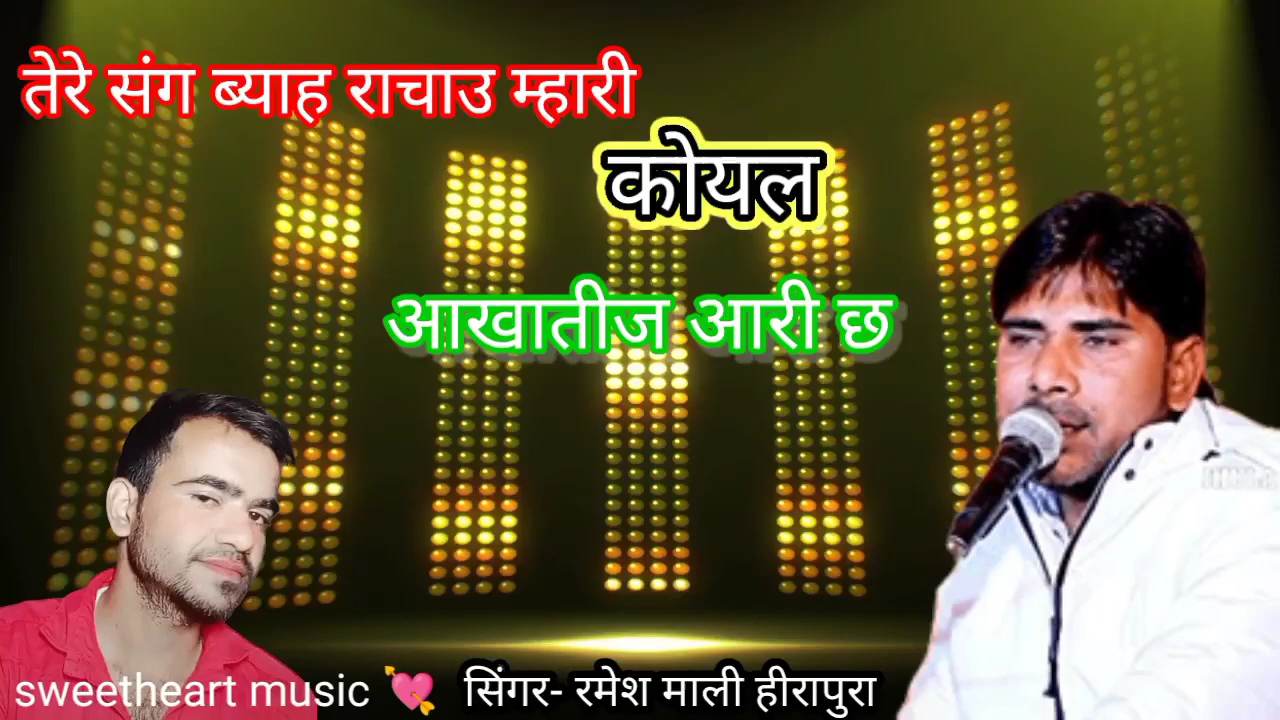 तेरे संग ब्याह राचाउ म्हारी
कोयल
आखातीज आरी छ
sweetheart music 💘 सिंगर- रमेश माली हीरापुरा